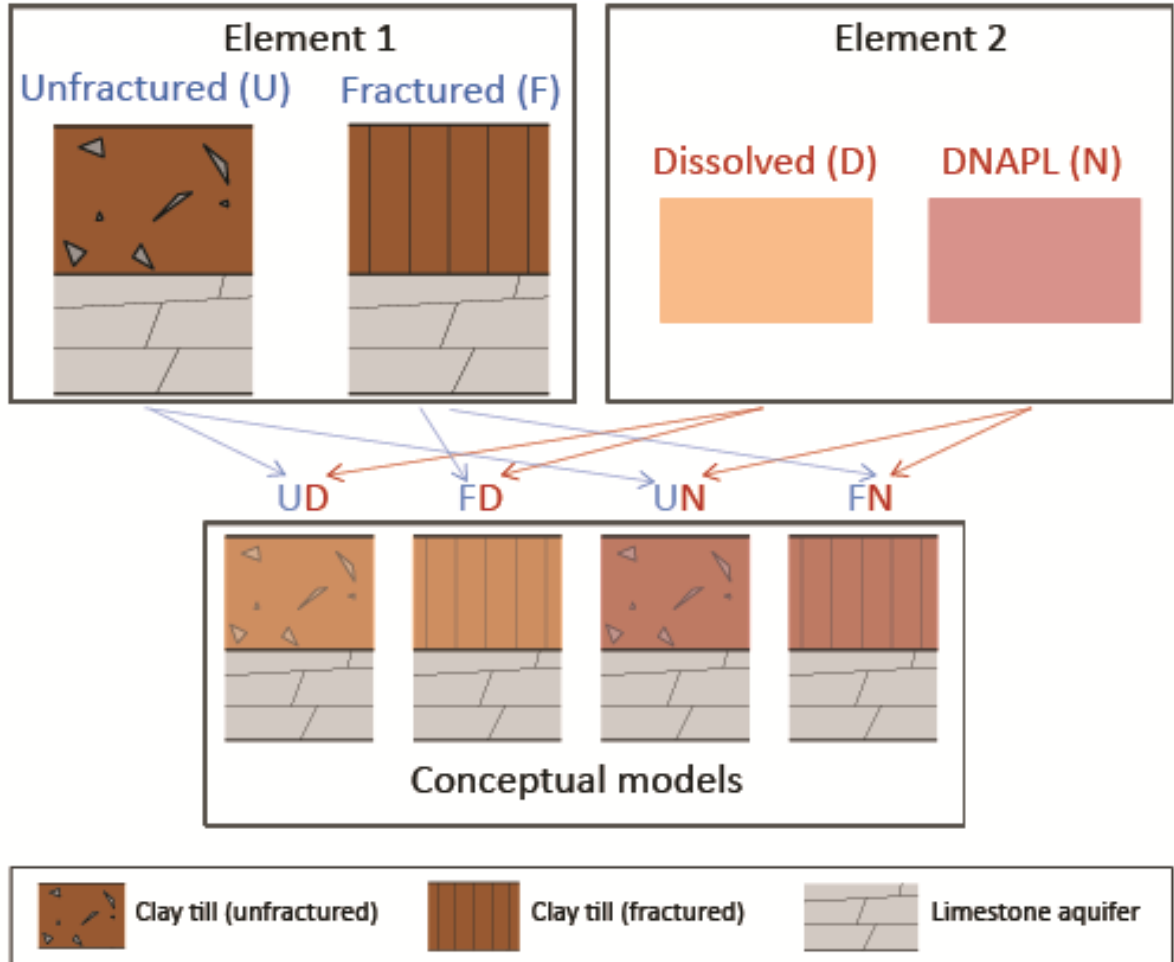 Element 1
Element 2
Unfractured (U)
Fractured (F)
Dissolved (D)
DNAPL (N)
UD
FD
UN
FN
Conceptual models
Clay till (unfractured)
Clay till (fractured)
Limestone aquifer